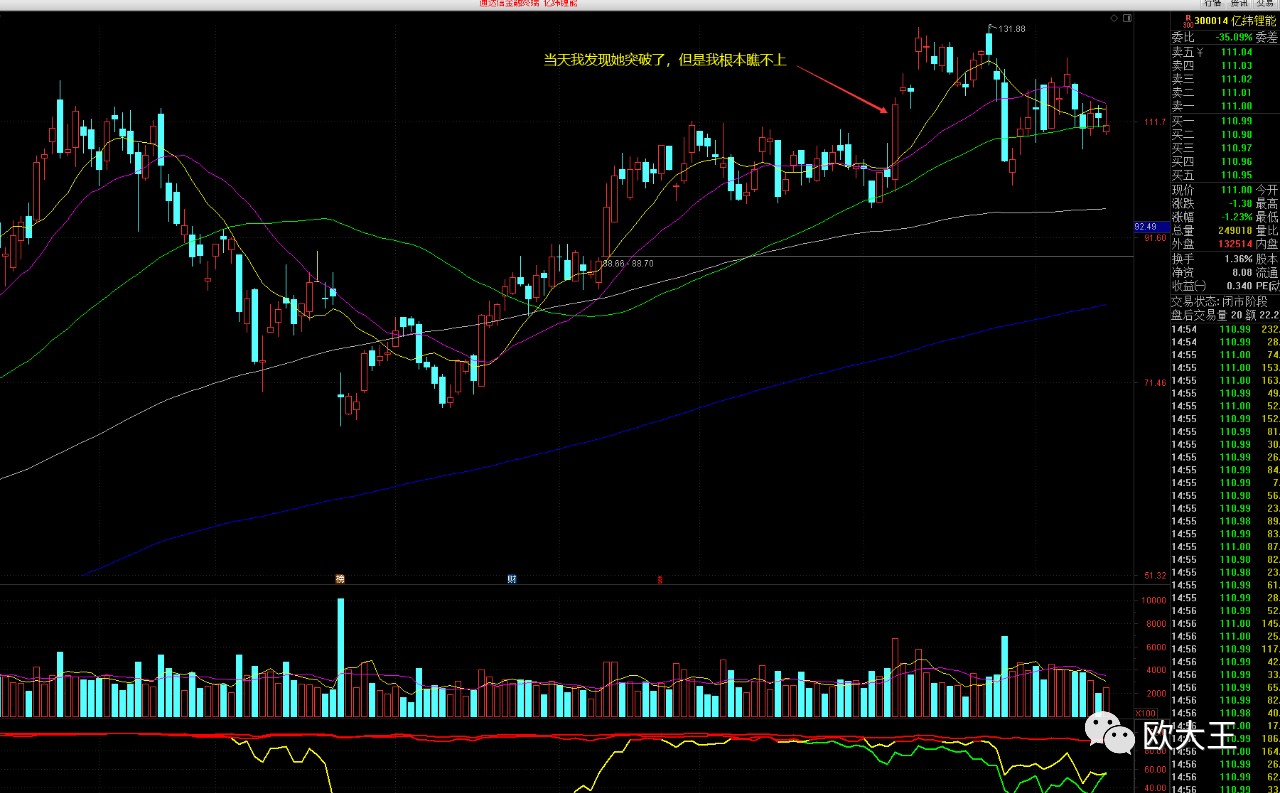 通达信金融终端 亿纬锂能
行情 资讯 交易
131.88
当天我发现她突破了，但是我根本瞧不上
88.66 - 88.70
111.7
92.49
91.60
71.46
51.32
榜
财
10000
8000
6000
4000
2000
X100
80.00
60.00
40.00
R 300 300014 亿纬锂能
委比 -35.09% 委差
卖五 ￥ 111.04
卖四 111.03
卖三 111.02
卖二 111.01
卖一 111.00
买一 110.99
买二 110.98
买三 110.97
买四 110.96
买五 110.95
现价 111.00 今开
涨跌 -1.38 最高
涨幅 -1.23% 最低
总量 249018 量比
外盘 132514 内盘
换手 1.36% 股本
净资 8.08 流通
收益㈠ 0.340 PE(动
交易状态: 闭市阶段
盘后交易量 20 额 22.2
14:54 110.99 232.
14:54 110.99 28.
14:55 111.00 74.
14:55 111.00 153.
14:55 111.00 163.
14:55 110.99 49.
14:55 111.00 52.
14:55 110.99 152.
14:55 110.99 81.
14:55 110.99 30.
14:55 110.99 26.
14:55 110.99 84.
14:55 110.99 7.
14:55 110.98 56.
14:55 110.99 23.
14:55 110.98 89.
14:55 110.99 83.
14:55 111.00 87.
14:55 110.98 82.
14:55 110.98 23.
14:55 110.99 61.
14:55 110.99 28.
14:56 110.99 52.
14:56 111.00 145.
14:56 111.00 25.
14:56 110.99 117.
14:56 110.99 42.
14:56 110.99 33.
14:56 110.99 65.
14:56 110.99 82.
14:56 110.98 40.
欧大王
14:56 111.00 164.
14:56 110.99 26.
14:56 110.99 62.
14:56 110.99 33.